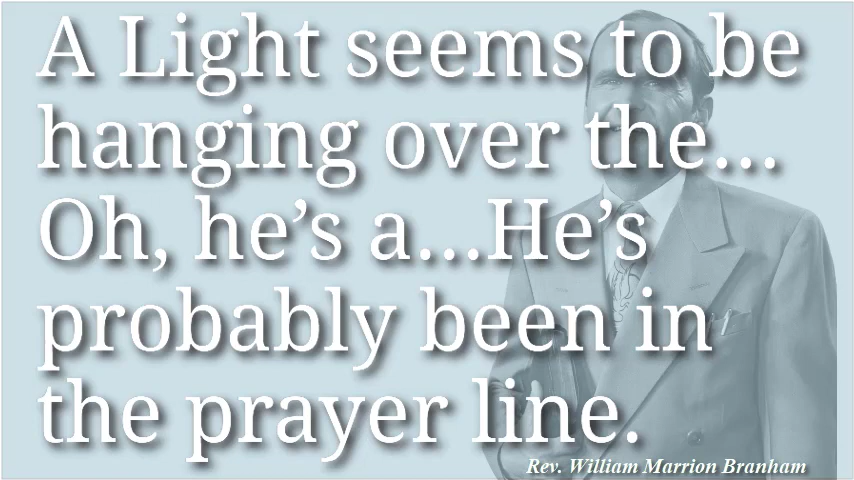 A Light seems to be
hanging over the...
Oh, he’s a...He’s
probably been in
the prayer line.
Rev. William Marrion Branham